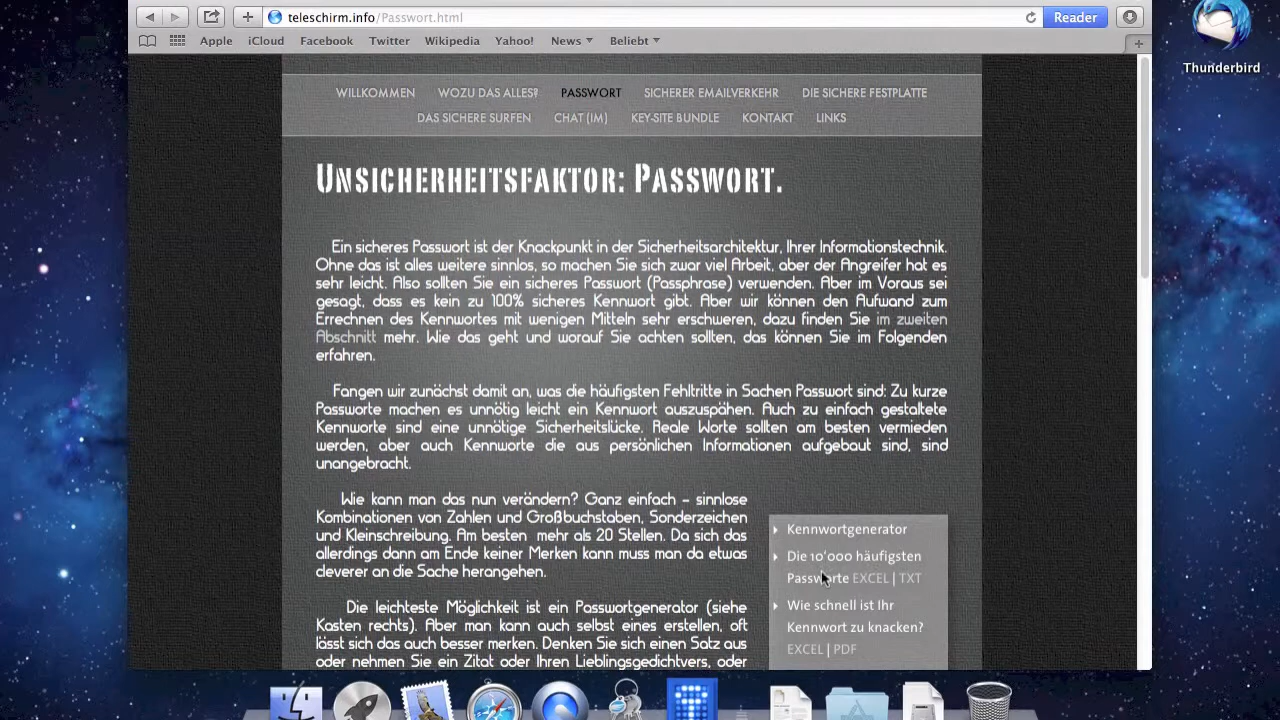 teleschirm.info/Passwort.html
Reader
Apple iCloud Facebook Twitter Wikipedia Yahoo! News Beliebt
Thunderbird
WILLKOMMEN WOZU DAS ALLES? PASSWORT SICHERER EMAILVERKEHR DIE SICHERE FESTPLATTE
DAS SICHERE SURFEN CHAT (IM) KEY-SITE BUNDLE KONTAKT LINKS
Unsicherheitsfaktor: Passwort.
Ein sicheres Passwort ist der Knackpunkt in der Sicherheitsarchitektur, Ihrer Informationstechnik.
Ohne das ist alles weitere sinnlos, so machen Sie sich zwar viel Arbeit, aber der Angreifer hat es
sehr leicht. Also sollten Sie ein sicheres Passwort (Passphrase) verwenden. Aber im Voraus sei
gesagt, dass es kein zu 100% sicheres Kennwort gibt. Aber wir können den Aufwand zum
Errechnen des Kennwortes mit wenigen Mitteln sehr erschweren, dazu finden Sie im zweiten
Abschnitt mehr. Wie das geht und worauf Sie achten sollten, das können Sie im Folgenden
erfahren.
Fangen wir zunächst damit an, was die häufigsten Fehltritte in Sachen Passwort sind: Zu kurze
Passworte machen es unnötig leicht ein Kennwort auszuspähen. Auch zu einfach gestaltete
Kennworte sind eine unnötige Sicherheitslücke. Reale Worte sollten am besten vermieden
werden, aber auch Kennworte die aus persönlichen Informationen aufgebaut sind, sind
unangebracht.
Wie kann man das nun verändern? Ganz einfach – sinnlose
Kombinationen von Zahlen und Großbuchstaben, Sonderzeichen
und Kleinschreibung. Am besten mehr als 20 Stellen. Da sich das
allerdings dann am Ende keiner Merken kann muss man da etwas
cleverer an die Sache herangehen.
Die leichteste Möglichkeit ist ein Passwortgenerator (siehe
Kasten rechts). Aber man kann auch selbst eines erstellen, oft
lässt sich das auch besser merken. Denken Sie sich einen Satz aus
oder nehmen Sie ein Zitat oder Ihren Lieblingsgedichtvers, oder
Kennwortgenerator
Die 10'000 häufigsten
Passworte EXCEL | TXT
Wie schnell ist Ihr
Kennwort zu knacken?
EXCEL | PDF